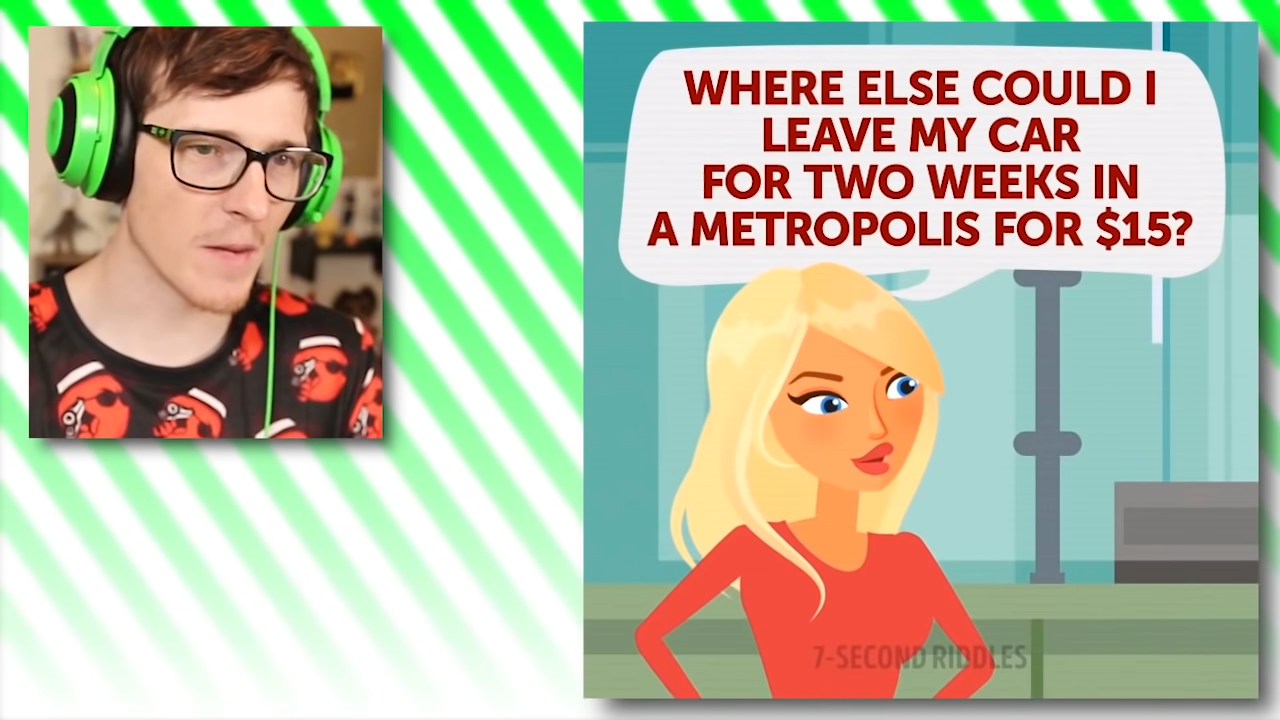 WHERE ELSE COULD I
LEAVE MY CAR
FOR TWO WEEKS IN
A METROPOLIS FOR $15?
7-SECOND RIDDLES